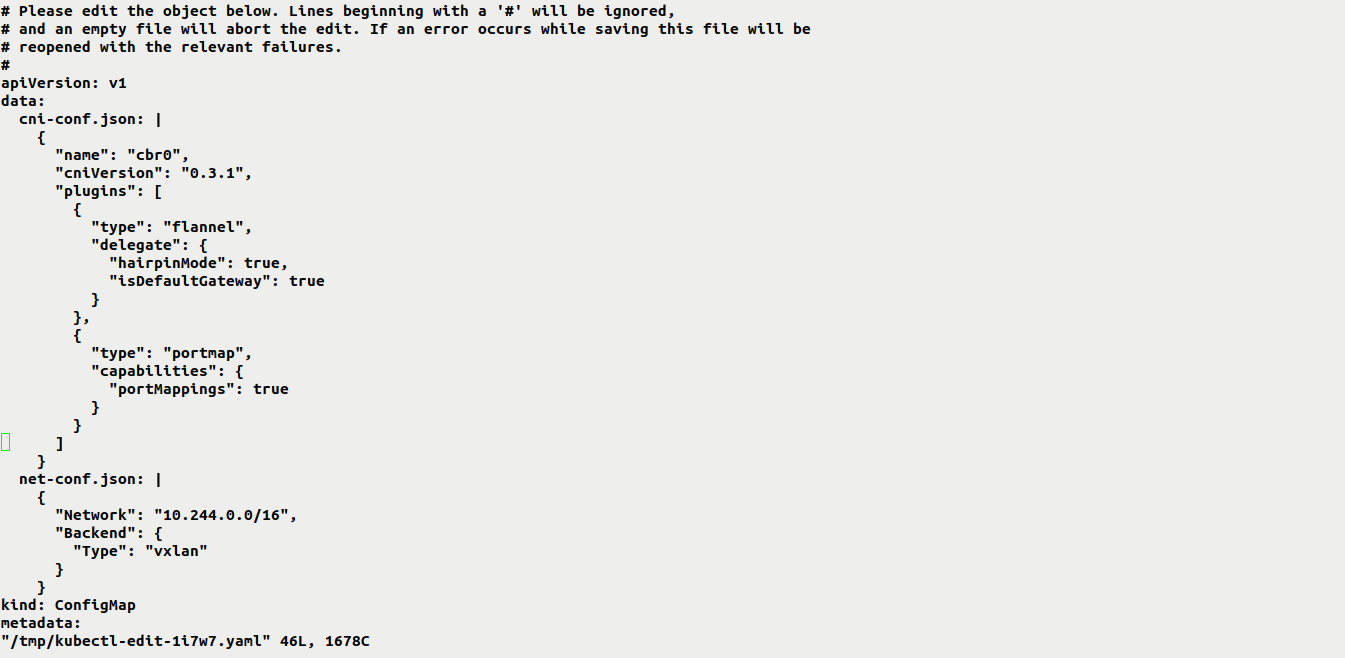 # Please edit the object below. Lines beginning with a '#' will be ignored,
# and an empty file will abort the edit. If an error occurs while saving this file will be
# reopened with the relevant failures.
#
apiVersion: v1
data:
  cni-conf.json: |
    {
      "name": "cbr0",
      "cniVersion": "0.3.1",
      "plugins": [
        {
          "type": "flannel",
          "delegate": {
            "hairpinMode": true,
            "isDefaultGateway": true
          }
        },
        {
          "type": "portmap",
          "capabilities": {
            "portMappings": true
          }
        }
      ]
    }
  net-conf.json: |
    {
      "Network": "10.244.0.0/16",
      "Backend": {
        "Type": "vxlan"
      }
    }
kind: ConfigMap
metadata:
"/tmp/kubectl-edit-1i7w7.yaml" 46L, 1678C